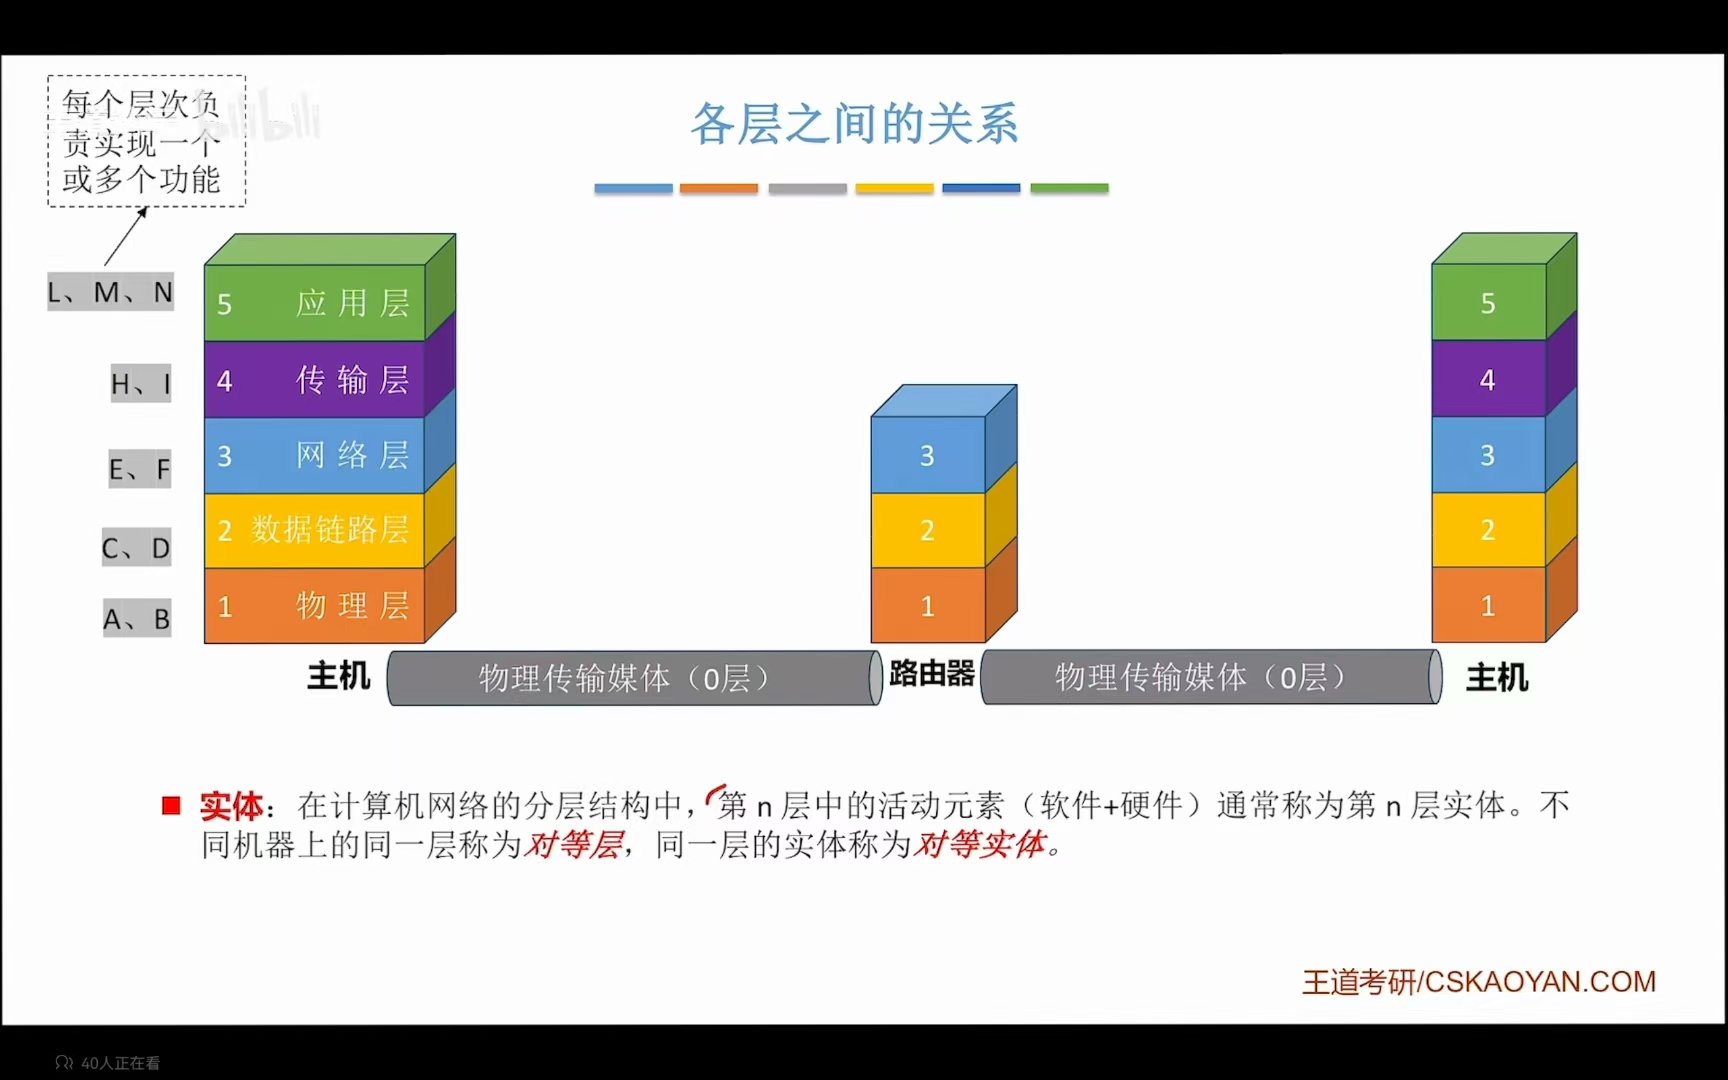 每个层次负
责实现一个
或多个功能
bilibili
各层之间的关系
L、M、N
5 应用层
5
H、I
4 传输层
4
E、F
3 网络层
3
3
C、D
2 数据链路层
2
2
A、B
1 物理层
1
1
主机
物理传输媒体（0层）
路由器
物理传输媒体（0层）
主机
实体：在计算机网络的分层结构中，第 n 层中的活动元素（软件+硬件）通常称为第 n 层实体。不
同机器上的同一层称为对等层，同一层的实体称为对等实体。
王道考研/CSKAOYAN.COM
40人正在看